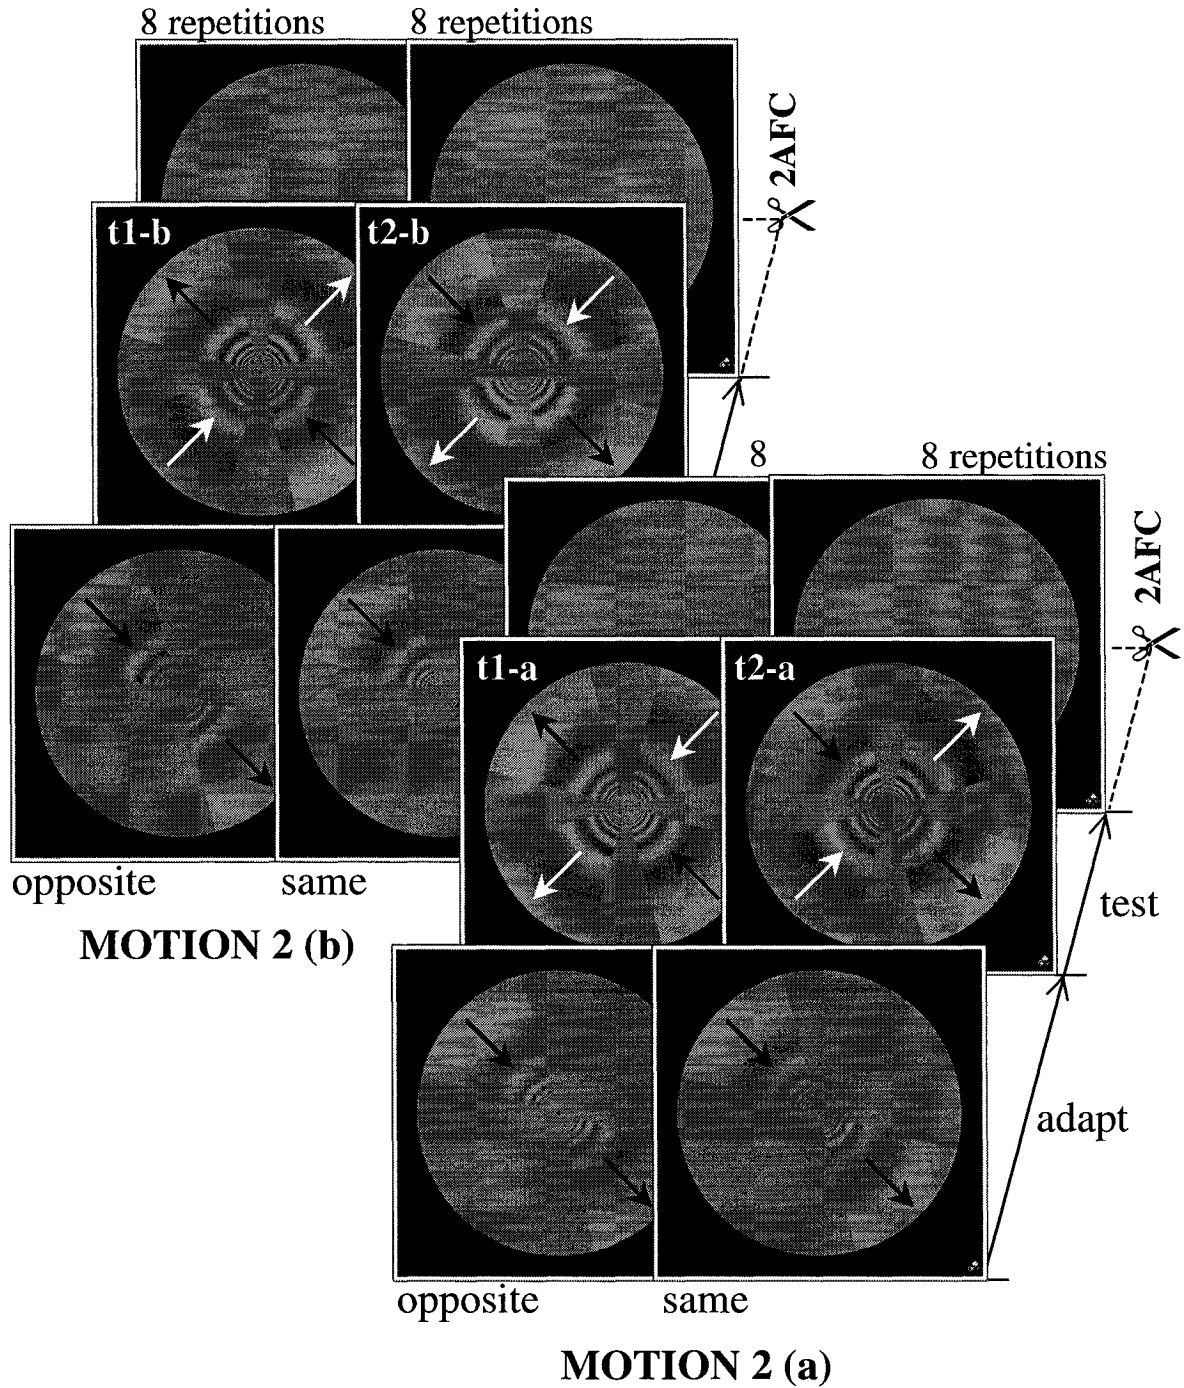 8 repetitions
8 repetitions
2AFC
t1-b
t2-b
8
8 repetitions
2AFC
t1-a
t2-a
opposite
same
test
MOTION 2 (b)
adapt
opposite
same
MOTION 2 (a)